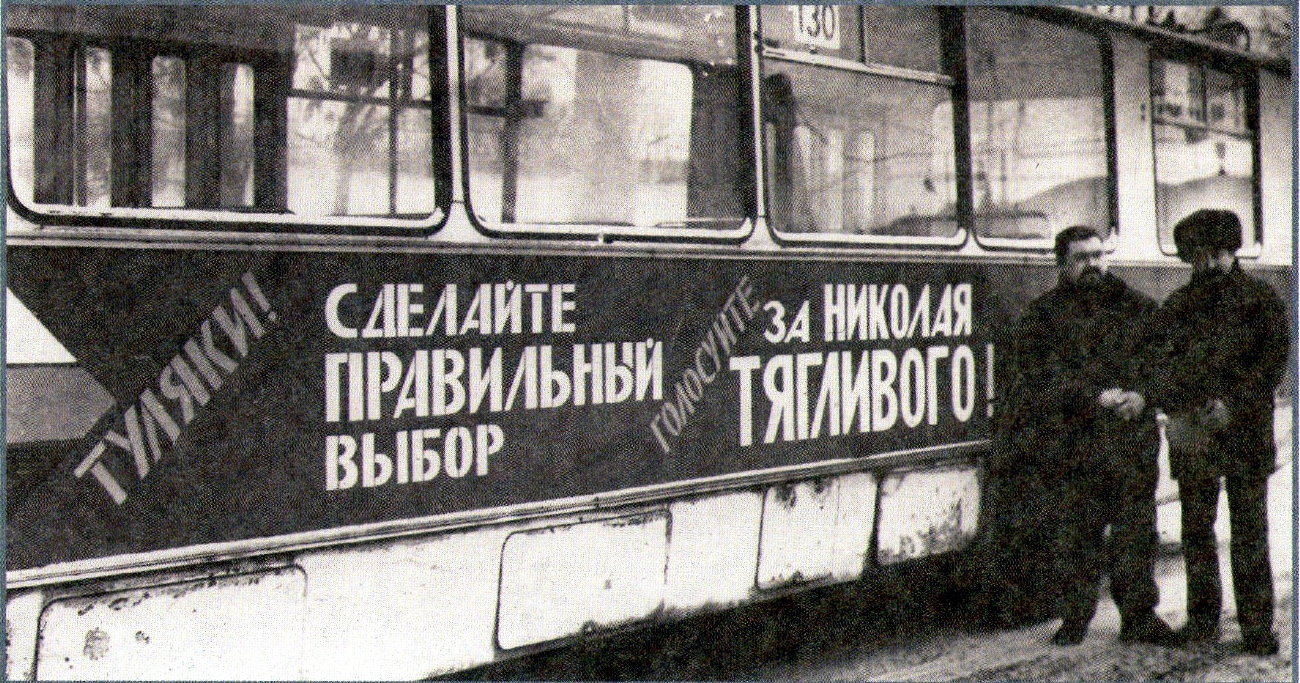 130
ТУЛЯКИ!
СДЕЛАЙТЕ
ПРАВИЛЬНЫЙ
ВЫБОР
ГОЛОСУЙТЕ
ЗА НИКОЛАЯ
ТЯГЛИВОГО!